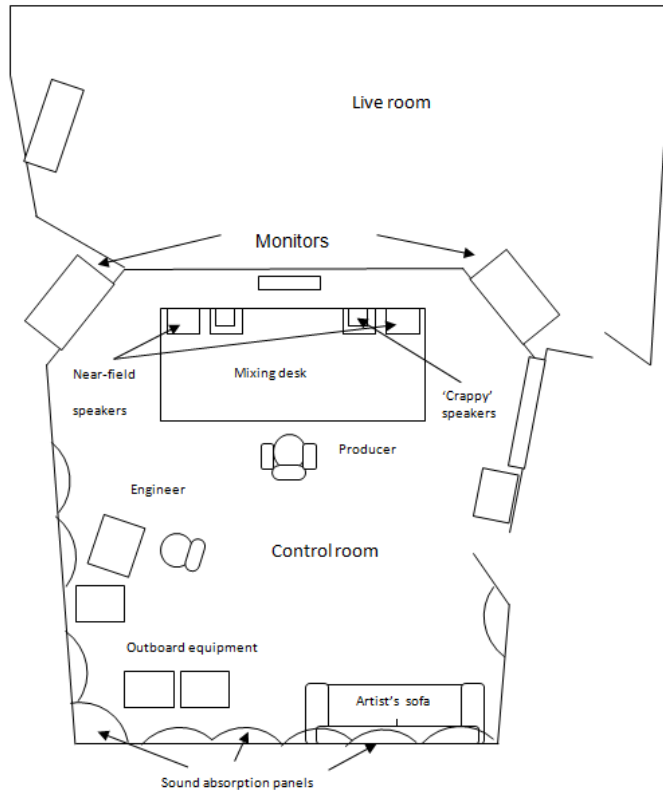 Live room
Monitors
Near-field
speakers
Mixing desk
‘Crappy’
speakers
Producer
Engineer
Control room
Outboard equipment
Artist’s sofa
Sound absorption panels